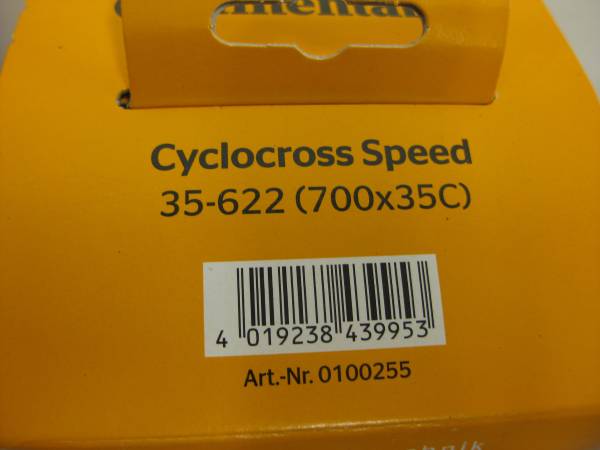 Cyclocross Speed
35-622 (700x35C)
4 019238 439953
Art.-Nr. 0100255